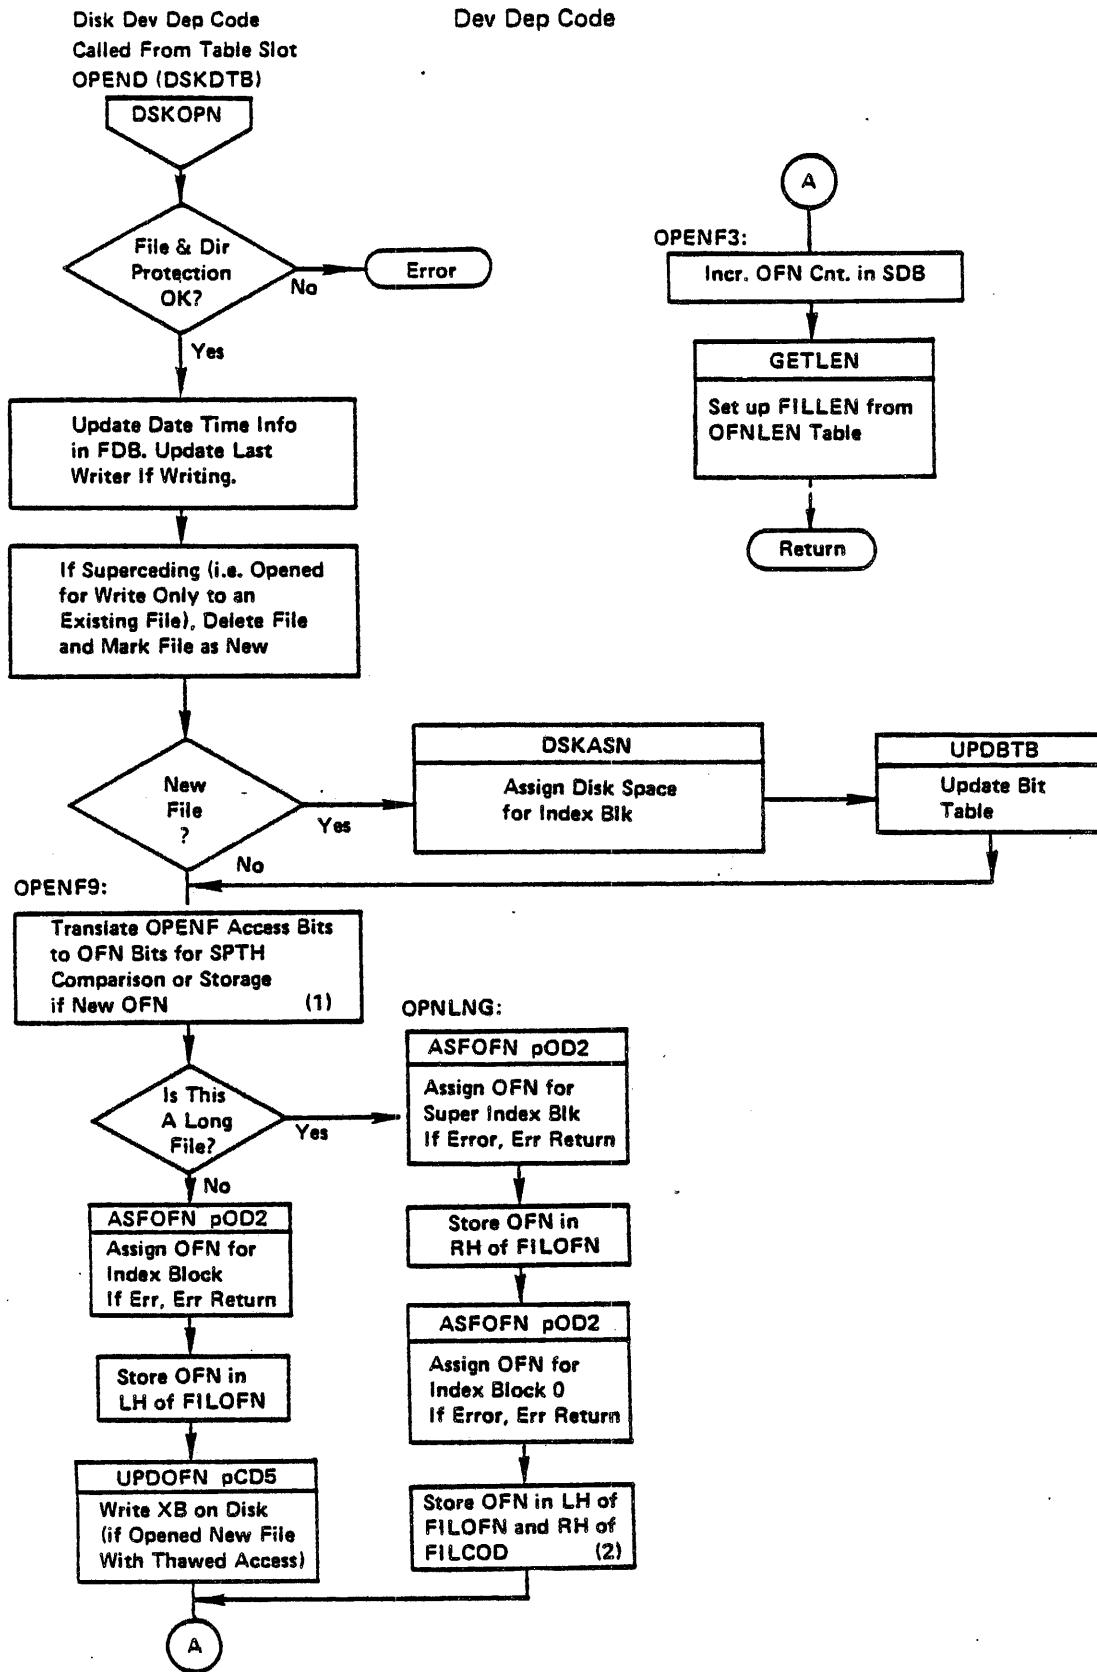 Disk Dev Dep Code
Called From Table Slot
OPEND (DSKDTB)
Dev Dep Code
DSKOPN
File & Dir
Protection
OK?
No
Error
Yes
Update Date Time Info
in FDB. Update Last
Writer If Writing.
If Superceding (i.e. Opened
for Write Only to an
Existing File), Delete File
and Mark File as New
New
File
?
Yes
No
DSKASN
Assign Disk Space
for Index Blk
UPDBTB
Update Bit
Table
OPENF9:
Translate OPENF Access Bits
to OFN Bits for SPTH
Comparison or Storage
if New OFN (1)
Is This
A Long
File?
Yes
No
ASFOFN pOD2
Assign OFN for
Index Block
If Err, Err Return
Store OFN in
LH of FILOFN
UPDOFN pCD5
Write XB on Disk
(if Opened New File
With Thawed Access)
A
OPNLNG:
ASFOFN pOD2
Assign OFN for
Super Index Blk
If Error, Err Return
Store OFN in
RH of FILOFN
ASFOFN pOD2
Assign OFN for
Index Block 0
If Error, Err Return
Store OFN in LH of
FILOFN and RH of
FILCOD (2)
A
OPENF3:
Incr. OFN Cnt. in SDB
GETLEN
Set up FILLEN from
OFNLEN Table
Return